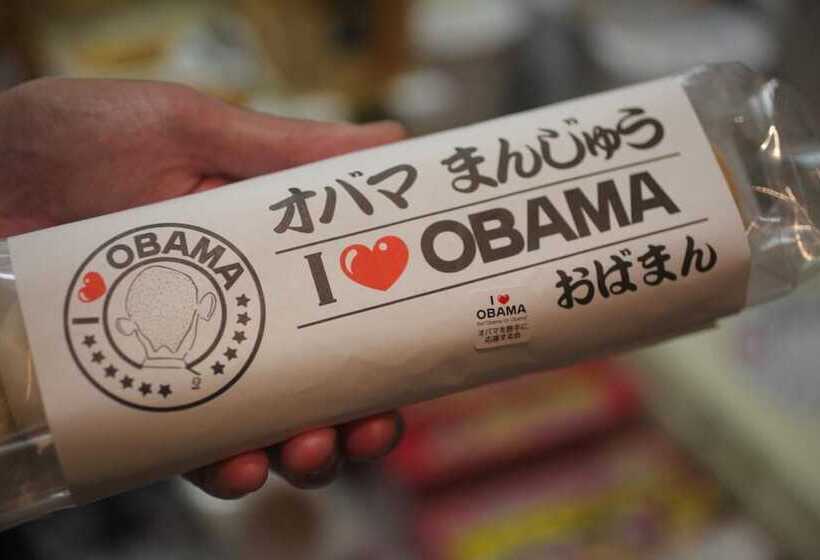 オバマ まんじゅう
I ❤ OBAMA
おばまん
I ❤ OBAMA
I ❤
OBAMA
オバマを勝手に
応援する会